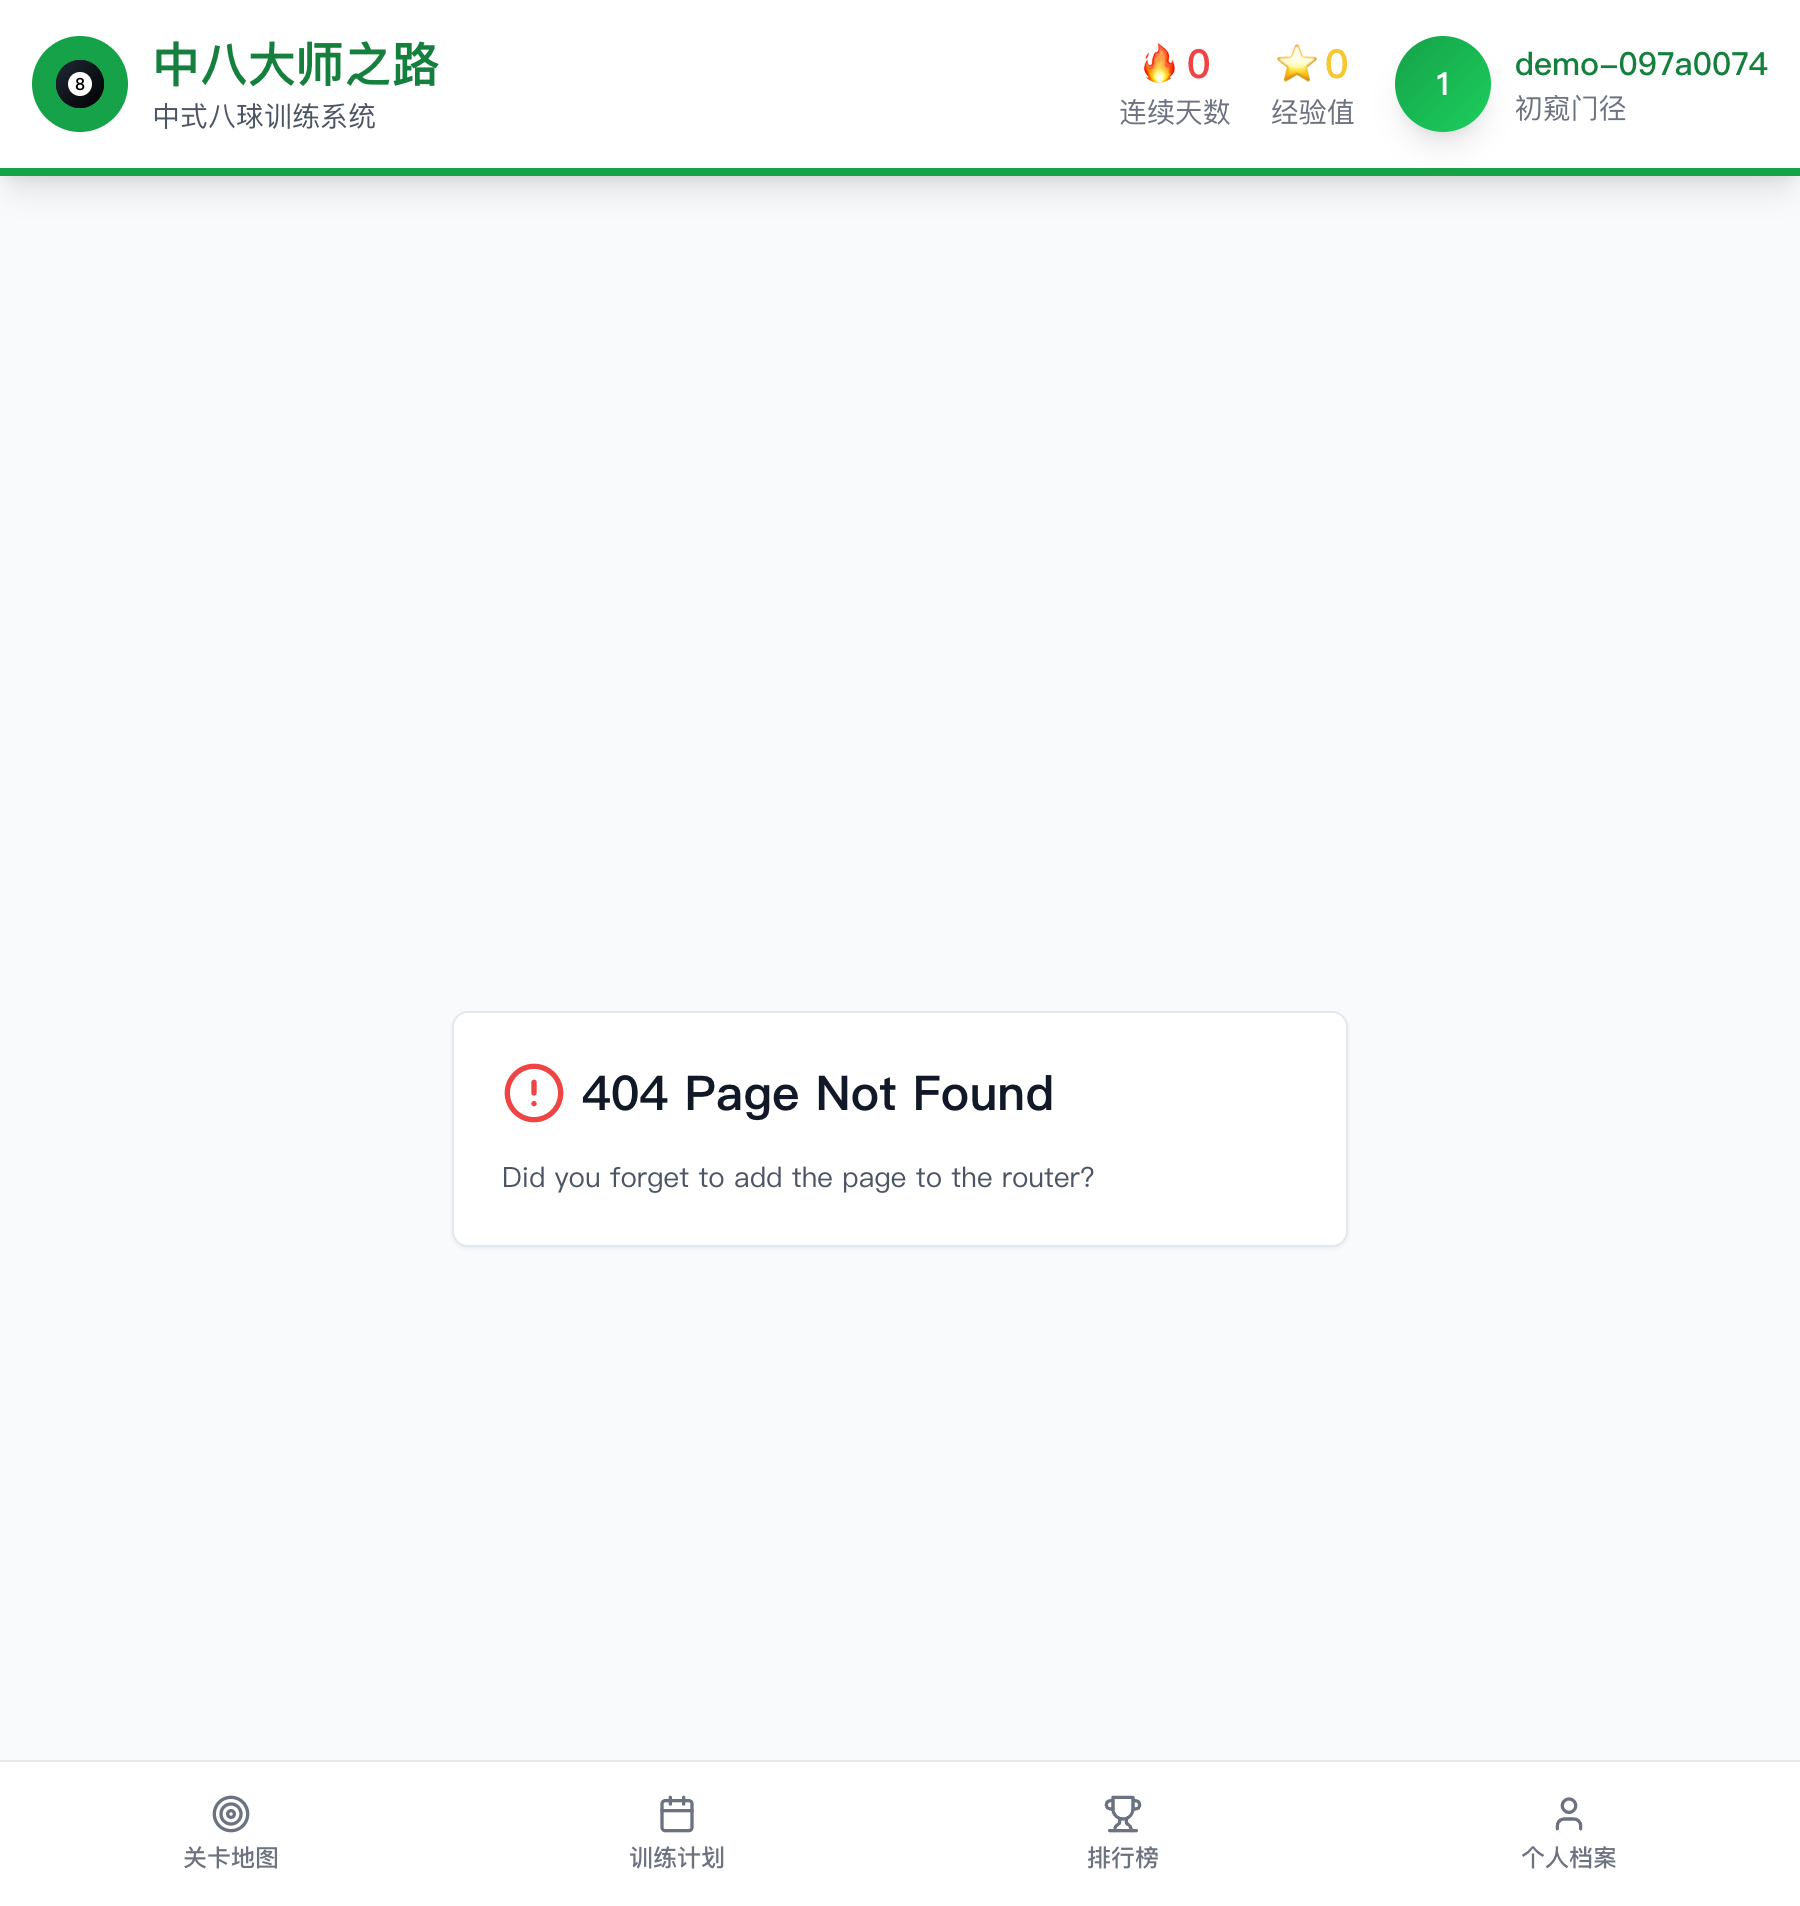 8
中八大师之路
中式八球训练系统
🔥 0
连续天数
⭐ 0
经验值
1
demo-097a0074
初窥门径
404 Page Not Found
Did you forget to add the page to the router?
关卡地图
训练计划
排行榜
个人档案